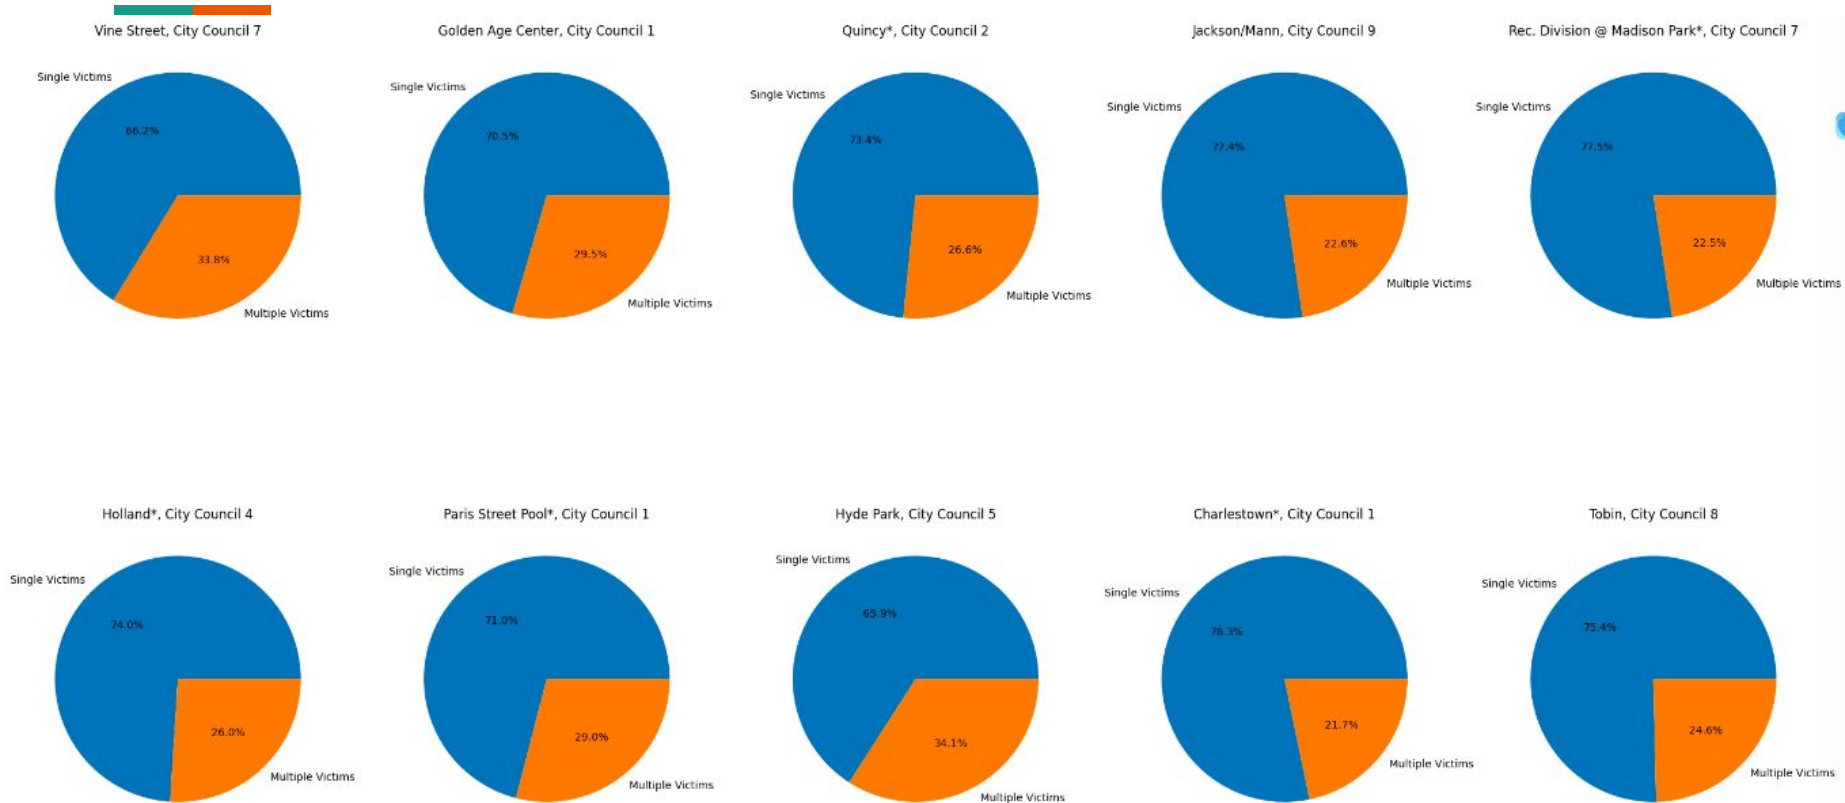 Vine Street, City Council 7
Single Victims
66.2%
33.8%
Multiple Victims
Golden Age Center, City Council 1
Single Victims
70.5%
29.5%
Multiple Victims
Quincy*, City Council 2
Single Victims
73.4%
26.6%
Multiple Victims
Jackson/Mann, City Council 9
Single Victims
77.4%
22.6%
Multiple Victims
Rec. Division @ Madison Park*, City Council 7
Single Victims
77.5%
22.5%
Multiple Victims
Holland*, City Council 4
Single Victims
74.0%
26.0%
Multiple Victims
Paris Street Pool*, City Council 1
Single Victims
71.0%
29.0%
Multiple Victims
Hyde Park, City Council 5
Single Victims
65.9%
34.1%
Multiple Victims
Charlestown*, City Council 1
Single Victims
78.3%
21.7%
Multiple Victims
Tobin, City Council 8
Single Victims
75.4%
24.6%
Multiple Victims